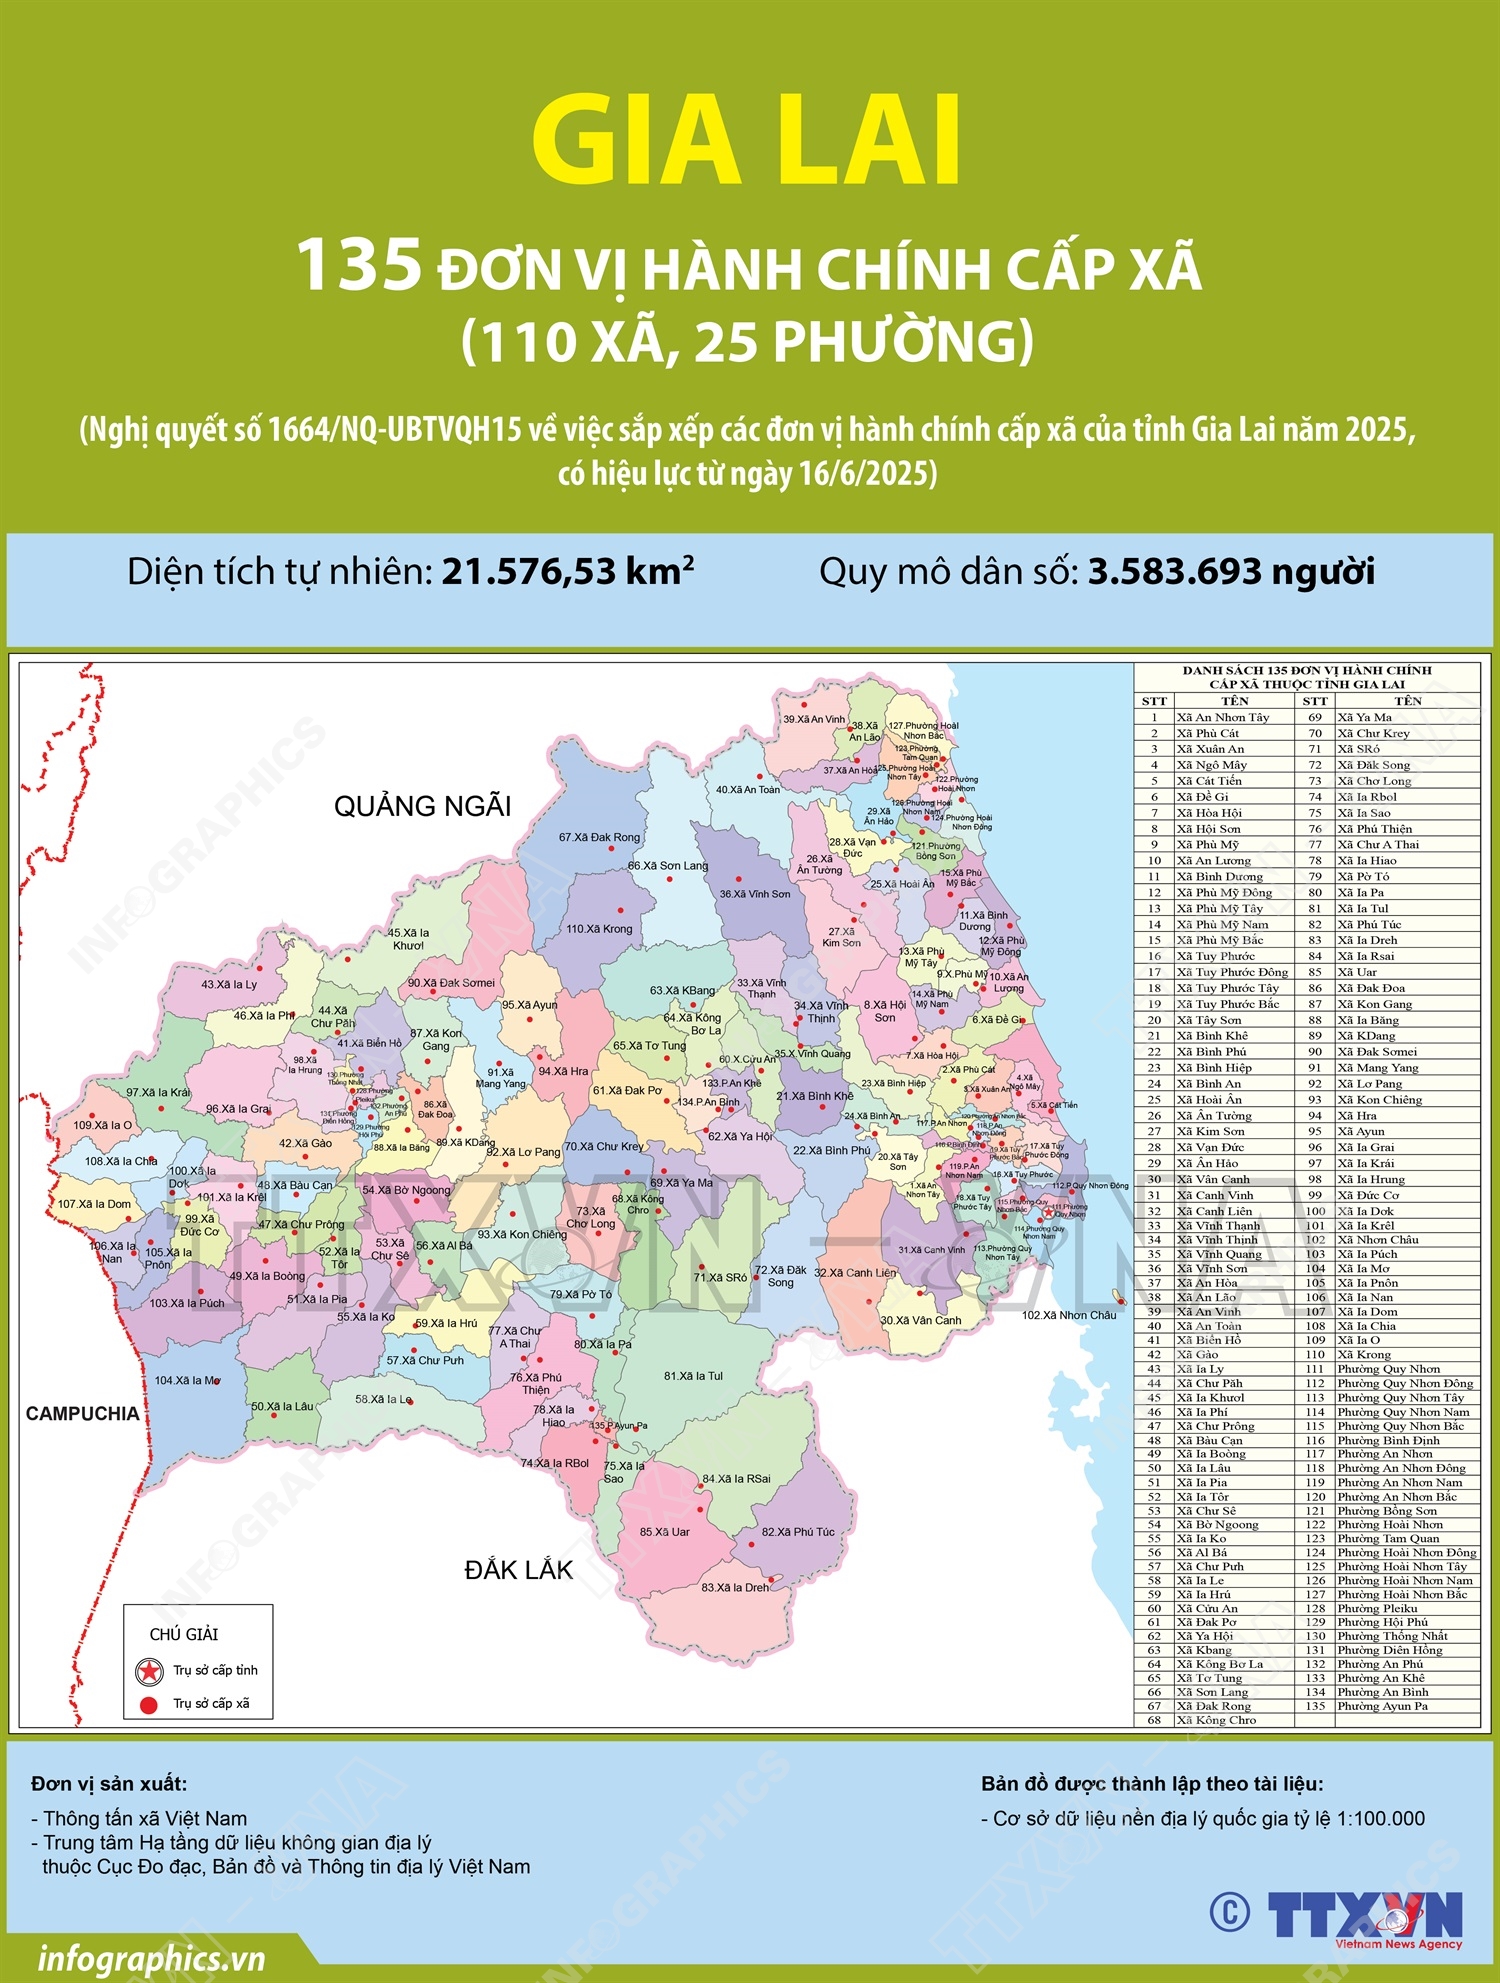 GIA LAI
135 ĐƠN VỊ HÀNH CHÍNH CẤP XÃ
(110 XÃ, 25 PHƯỜNG)
(Nghị quyết số 1664/NQ-UBTVQH15 về việc sắp xếp các đơn vị hành chính cấp xã của tỉnh Gia Lai năm 2025,
có hiệu lực từ ngày 16/6/2025)
Diện tích tự nhiên: 21.576,53 km²
Quy mô dân số: 3.583.693 người
QUẢNG NGÃI
CAMPUCHIA
ĐẮK LẮK
39.Xã An Vinh
38.Xã
An Lão
127.Phường Hoài
Nhơn Bắc
123.Phường
Tam Quan
37.Xã An Hòa
125.Phường Hoài
Nhơn Tây
122.Phường
Hoài Nhơn
40.Xã An Toàn
126.Phường Hoài
Nhơn Nam
124.Phường Hoài
Nhơn Đông
29.Xã
Ân Hảo
67.Xã Đak Rong
28.Xã Vạn
Đức
121.Phường
Bồng Sơn
66.Xã Sơn Lang
26.Xã
Ân Tường
15.Xã Phù
Mỹ Bắc
25.Xã Hoài Ân
36.Xã Vĩnh Sơn
11.Xã Bình
Dương
110.Xã Krong
45.Xã Ia
Khươl
27.Xã
Kim Sơn
12.Xã Phù
Mỹ Đông
13.Xã Phù
Mỹ Tây
9.X.Phù Mỹ
10.Xã An
Lương
43.Xã Ia Ly
90.Xã Đak Sơmei
63.Xã KBang
33.Xã Vĩnh
Thạnh
14.Xã Phù
Mỹ Nam
95.Xã Ayun
34.Xã Vĩnh
Thịnh
8.Xã Hội
Sơn
46.Xã Ia Phí
44.Xã
Chư Păh
64.Xã Kông
Bơ La
6.Xã Đề Gi
87.Xã Kon
Gang
41.Xã Biển Hồ
65.Xã Tơ Tung
35.X Vĩnh Quang
7.Xã Hòa Hội
98.Xã
Ia Hrung
60.X.Cửu An
94.Xã Hra
91.Xã
Mang Yang
130.Phường
Thống Nhất
2.Xã Phù Cát
4.Xã
Ngô Mây
97.Xã Ia Krái
128.Phường
Pleiku
61.Xã Đak Pơ
133.P.An Khê
23.Xã Bình Hiệp
3.Xã Xuân An
96.Xã Ia Grai
134.P.An Bình
21.Xã Bình Khê
5.Xã Cát Tiến
132.Phường
An Phú
131.Phường
Diên Hồng
86.Xã
Đak Đoa
109.Xã Ia O
129.Phường
Hội Phú
24.Xã Bình An
120.Phường An Nhơn Bắc
117.P.An Nhơn
118.P.An
Nhơn Đông
42.Xã Gào
88.Xã Ia Băng
89.Xã KDang
62.Xã Ya Hội
70.Xã Chư Krey
22.Xã Bình Phú
116.P.Bình Định
19.Xã Tuy
Phước Bắc
17.Xã Tuy
Phước Đông
108.Xã Ia Chia
92.Xã Lơ Pang
20.Xã Tây
Sơn
119.P.An
Nhơn Nam
100.Xã Ia
Dơk
16.Xã Tuy Phước
69.Xã Ya Ma
101.Xã Ia Krêl
48.Xã Bàu Cạn
54.Xã Bờ Ngoong
1.Xã An
Nhơn Tây
18.Xã Tuy
Phước Tây
112.P.Quy Nhơn Đông
107.Xã Ia Dom
68.Xã Kông
Chro
115.Phường Quy
Nhơn Bắc
111.Phường
Quy Nhơn
99.Xã
Đức Cơ
47.Xã Chư Prông
73.Xã
Chơ Long
93.Xã Kon Chiêng
114.Phường Quy
Nhơn Nam
106.Xã Ia
Nan
105.Xã Ia
Pnôn
52.Xã Ia
Tôr
53.Xã
Chư Sê
56.Xã Al Bá
31.Xã Canh Vinh
113.Phường Quy
Nhơn Tây
49.Xã Ia Boòng
71.Xã SRó
72.Xã Đăk
Song
32.Xã Canh Liên
103.Xã Ia Púch
51.Xã Ia Pia
79.Xã Pờ Tó
55.Xã Ia Ko
59.Xã Ia Hrú
30.Xã Vân Canh
102.Xã Nhơn Châu
77.Xã Chư
A Thai
80.Xã Ia Pa
57.Xã Chư Pưh
104.Xã Ia Mơ
76.Xã Phú
Thiện
81.Xã Ia Tul
58.Xã Ia Le
50.Xã Ia Lâu
78.Xã Ia
Hiao
135.P.Ayun Pa
74.Xã Ia RBol
75.Xã Ia
Sao
84.Xã Ia RSai
85.Xã Uar
82.Xã Phú Túc
83.Xã Ia Dreh
CHÚ GIẢI
Trụ sở cấp tỉnh
Trụ sở cấp xã
DANH SÁCH 135 ĐƠN VỊ HÀNH CHÍNH
CẤP XÃ THUỘC TỈNH GIA LAI
STT TÊN STT TÊN
1 Xã An Nhơn Tây 69 Xã Ya Ma
2 Xã Phù Cát 70 Xã Chư Krey
3 Xã Xuân An 71 Xã SRó
4 Xã Ngô Mây 72 Xã Đăk Song
5 Xã Cát Tiến 73 Xã Chơ Long
6 Xã Đề Gi 74 Xã Ia Rbol
7 Xã Hòa Hội 75 Xã Ia Sao
8 Xã Hội Sơn 76 Xã Phú Thiện
9 Xã Phù Mỹ 77 Xã Chư A Thai
10 Xã An Lương 78 Xã Ia Hiao
11 Xã Bình Dương 79 Xã Pờ Tó
12 Xã Phù Mỹ Đông 80 Xã Ia Pa
13 Xã Phù Mỹ Tây 81 Xã Ia Tul
14 Xã Phù Mỹ Nam 82 Xã Phú Túc
15 Xã Phù Mỹ Bắc 83 Xã Ia Dreh
16 Xã Tuy Phước 84 Xã Ia Rsai
17 Xã Tuy Phước Đông 85 Xã Uar
18 Xã Tuy Phước Tây 86 Xã Đak Đoa
19 Xã Tuy Phước Bắc 87 Xã Kon Gang
20 Xã Tây Sơn 88 Xã Ia Băng
21 Xã Bình Khê 89 Xã KDang
22 Xã Bình Phú 90 Xã Đak Sơmei
23 Xã Bình Hiệp 91 Xã Mang Yang
24 Xã Bình An 92 Xã Lơ Pang
25 Xã Hoài Ân 93 Xã Kon Chiêng
26 Xã Ân Tường 94 Xã Hra
27 Xã Kim Sơn 95 Xã Ayun
28 Xã Vạn Đức 96 Xã Ia Grai
29 Xã Ân Hảo 97 Xã Ia Krái
30 Xã Vân Canh 98 Xã Ia Hrung
31 Xã Canh Vinh 99 Xã Đức Cơ
32 Xã Canh Liên 100 Xã Ia Dơk
33 Xã Vĩnh Thạnh 101 Xã Ia Krêl
34 Xã Vĩnh Thịnh 102 Xã Nhơn Châu
35 Xã Vĩnh Quang 103 Xã Ia Púch
36 Xã Vĩnh Sơn 104 Xã Ia Mơ
37 Xã An Hòa 105 Xã Ia Pnôn
38 Xã An Lão 106 Xã Ia Nan
39 Xã An Vinh 107 Xã Ia Dom
40 Xã An Toàn 108 Xã Ia Chia
41 Xã Biển Hồ 109 Xã Ia O
42 Xã Gào 110 Xã Krong
43 Xã Ia Ly 111 Phường Quy Nhơn
44 Xã Chư Păh 112 Phường Quy Nhơn Đông
45 Xã Ia Khươl 113 Phường Quy Nhơn Tây
46 Xã Ia Phí 114 Phường Quy Nhơn Nam
47 Xã Chư Prông 115 Phường Quy Nhơn Bắc
48 Xã Bàu Cạn 116 Phường Bình Định
49 Xã Ia Boòng 117 Phường An Nhơn
50 Xã Ia Lâu 118 Phường An Nhơn Đông
51 Xã Ia Pia 119 Phường An Nhơn Nam
52 Xã Ia Tôr 120 Phường An Nhơn Bắc
53 Xã Chư Sê 121 Phường Bồng Sơn
54 Xã Bờ Ngoong 122 Phường Hoài Nhơn
55 Xã Ia Ko 123 Phường Tam Quan
56 Xã Al Bá 124 Phường Hoài Nhơn Đông
57 Xã Chư Pưh 125 Phường Hoài Nhơn Tây
58 Xã Ia Le 126 Phường Hoài Nhơn Nam
59 Xã Ia Hrú 127 Phường Hoài Nhơn Bắc
60 Xã Cửu An 128 Phường Pleiku
61 Xã Đak Pơ 129 Phường Hội Phú
62 Xã Ya Hội 130 Phường Thống Nhất
63 Xã Kbang 131 Phường Diên Hồng
64 Xã Kông Bơ La 132 Phường An Phú
65 Xã Tơ Tung 133 Phường An Khê
66 Xã Sơn Lang 134 Phường An Bình
67 Xã Đak Rong 135 Phường Ayun Pa
68 Xã Kông Chro
Đơn vị sản xuất:
- Thông tấn xã Việt Nam
- Trung tâm Hạ tầng dữ liệu không gian địa lý
thuộc Cục Đo đạc, Bản đồ và Thông tin địa lý Việt Nam
Bản đồ được thành lập theo tài liệu:
- Cơ sở dữ liệu nền địa lý quốc gia tỷ lệ 1:100.000
© TTXVN
Vietnam News Agency
infographics.vn
TTXVN - VNA
INFOGRAPHICS